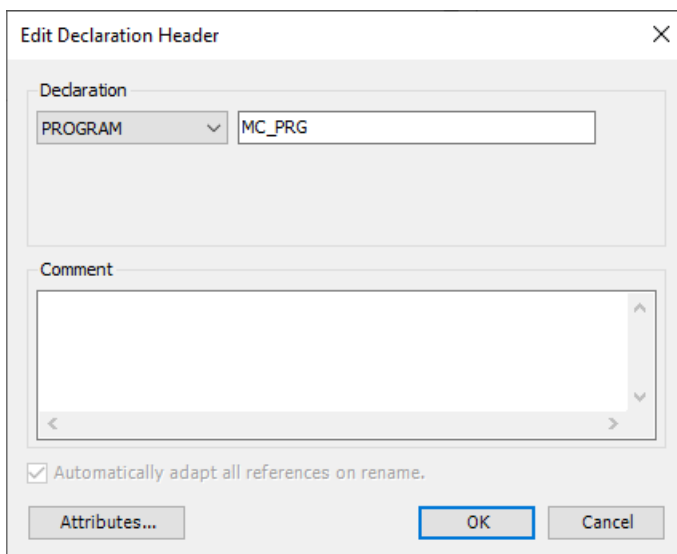 Edit Declaration Header
Declaration
PROGRAM MC_PRG
Comment
Automatically adapt all references on rename.
Attributes... OK Cancel